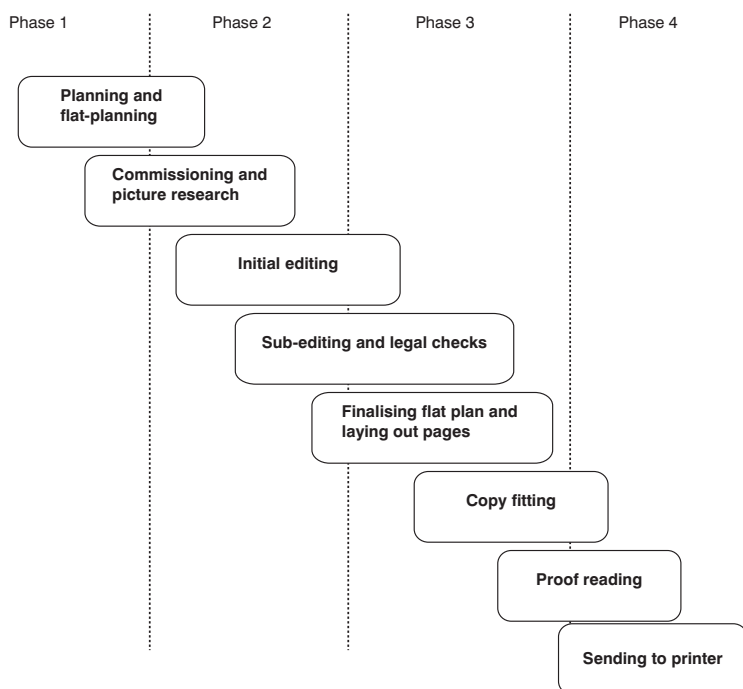 Phase 1 Phase 2 Phase 3 Phase 4
Planning and
flat-planning
Commissioning and
picture research
Initial editing
Sub-editing and legal checks
Finalising flat plan and
laying out pages
Copy fitting
Proof reading
Sending to printer